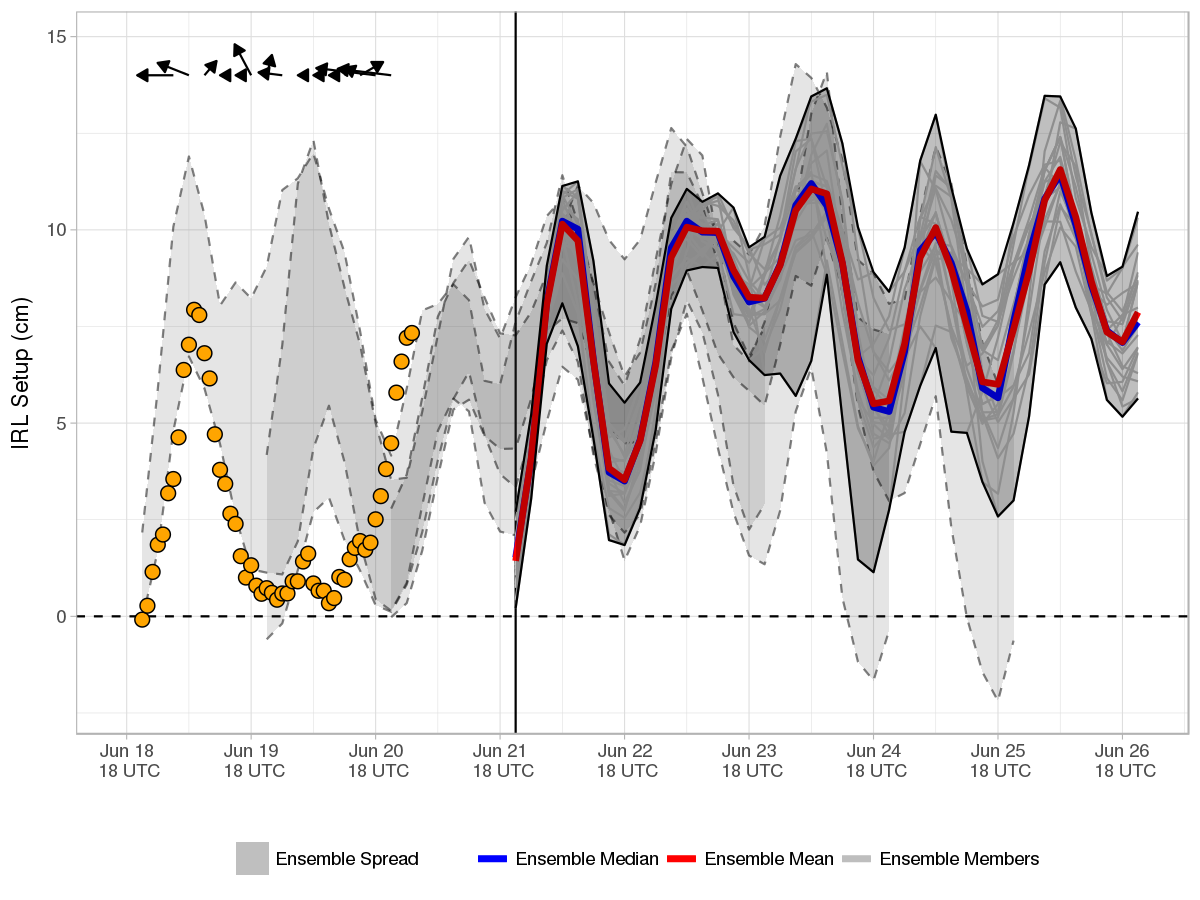 15
10
5
0
IRL Setup (cm)
Jun 18
18 UTC
Jun 19
18 UTC
Jun 20
18 UTC
Jun 21
18 UTC
Jun 22
18 UTC
Jun 23
18 UTC
Jun 24
18 UTC
Jun 25
18 UTC
Jun 26
18 UTC
Ensemble Spread
Ensemble Median
Ensemble Mean
Ensemble Members